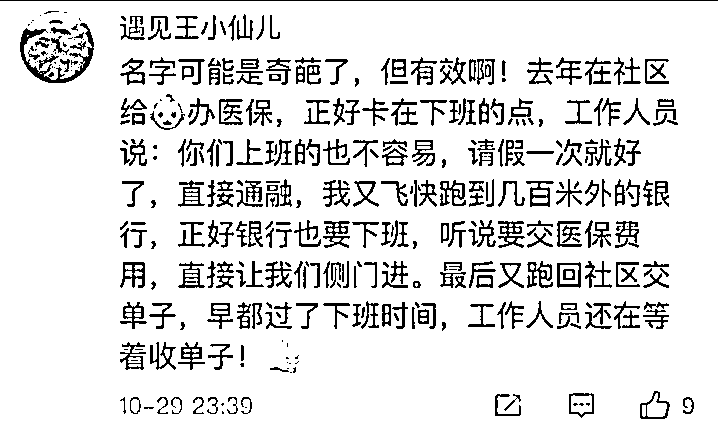 遇见王小仙儿
名字可能是奇葩了，但有效啊！去年在社区
给👶办医保，正好卡在下班的点，工作人员
说：你们上班的也不容易，请假一次就好
了，直接通融，我又飞快跑到几百米外的银
行，正好银行也要下班，听说要交医保费
用，直接让我们侧门进。最后又跑回社区交
单子，早都过了下班时间，工作人员还在等
着收单子！
10-29 23:39
9